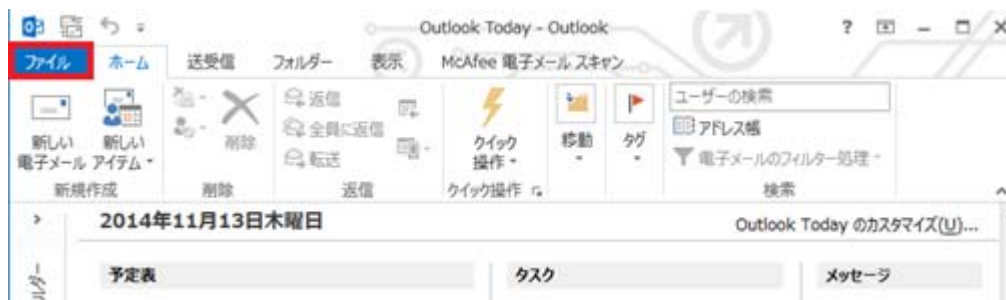 Outlook Today - Outlook
?
ファイル ホーム 送受信 フォルダー 表示 McAfee 電子メール スキャン
新しい
電子メール
新しい
アイテム
削除
返信
全員に返信
転送
クイック
操作
移動
タグ
ユーザーの検索
アドレス帳
電子メールのフィルター処理
新規作成 削除 返信 クイック操作 検索
2014年11月13日木曜日
Outlook Today のカスタマイズ(U)...
予定表 タスク メッセージ